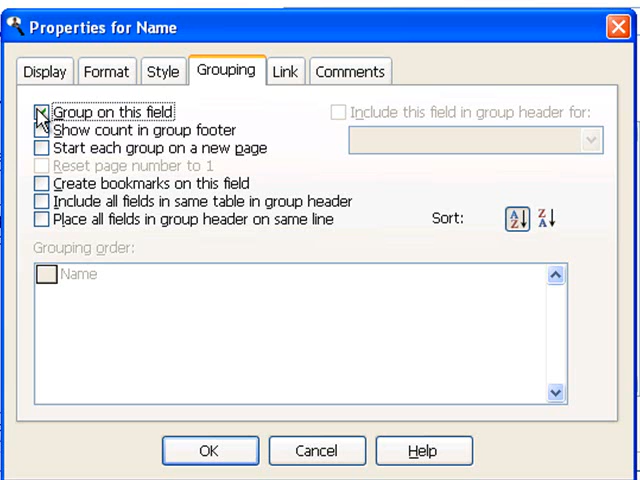 Properties for Name
Display Format Style Grouping Link Comments
Group on this field
Include this field in group header for:
Show count in group footer
Start each group on a new page
Reset page number to 1
Create bookmarks on this field
Include all fields in same table in group header
Place all fields in group header on same line
Sort: A Z Z A
Grouping order:
Name
OK Cancel Help